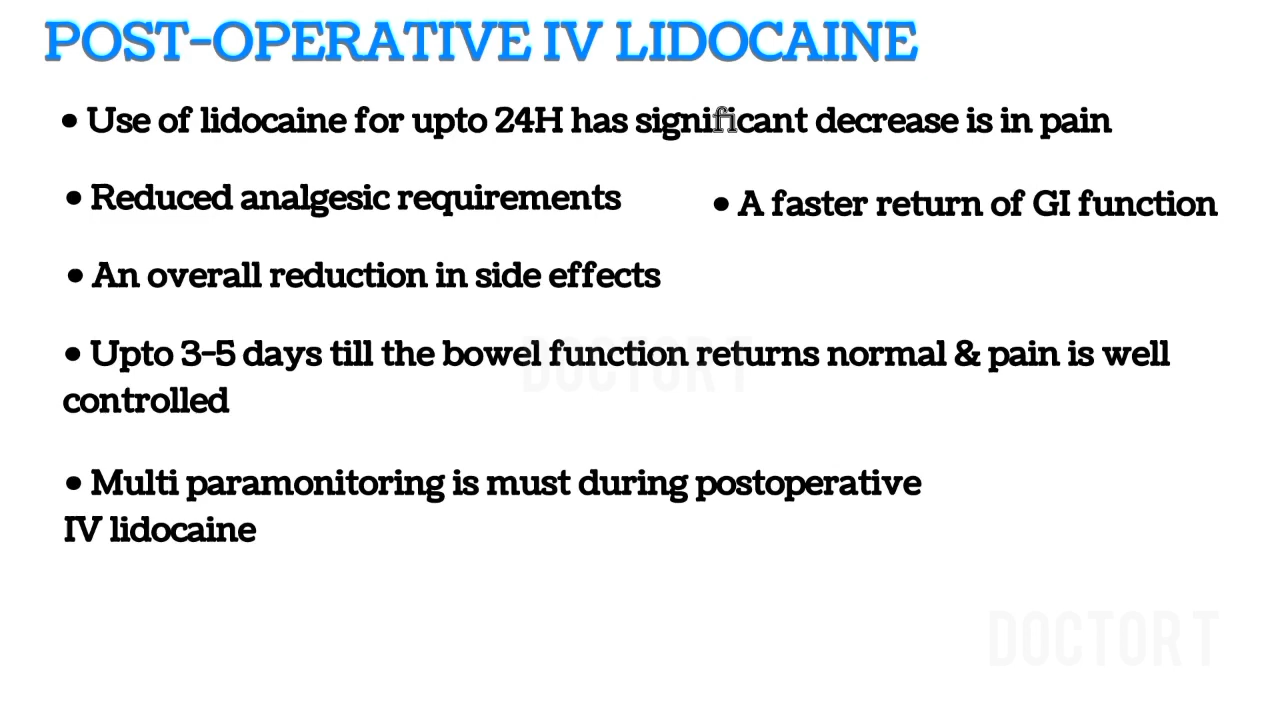 POST-OPERATIVE IV LIDOCAINE
• Use of lidocaine for upto 24H has significant decrease is in pain
• Reduced analgesic requirements
• A faster return of GI function
• An overall reduction in side effects
• Upto 3-5 days till the bowel function returns normal & pain is well
controlled
DOCTOR T
• Multi paramonitoring is must during postoperative
IV lidocaine
DOCTOR T